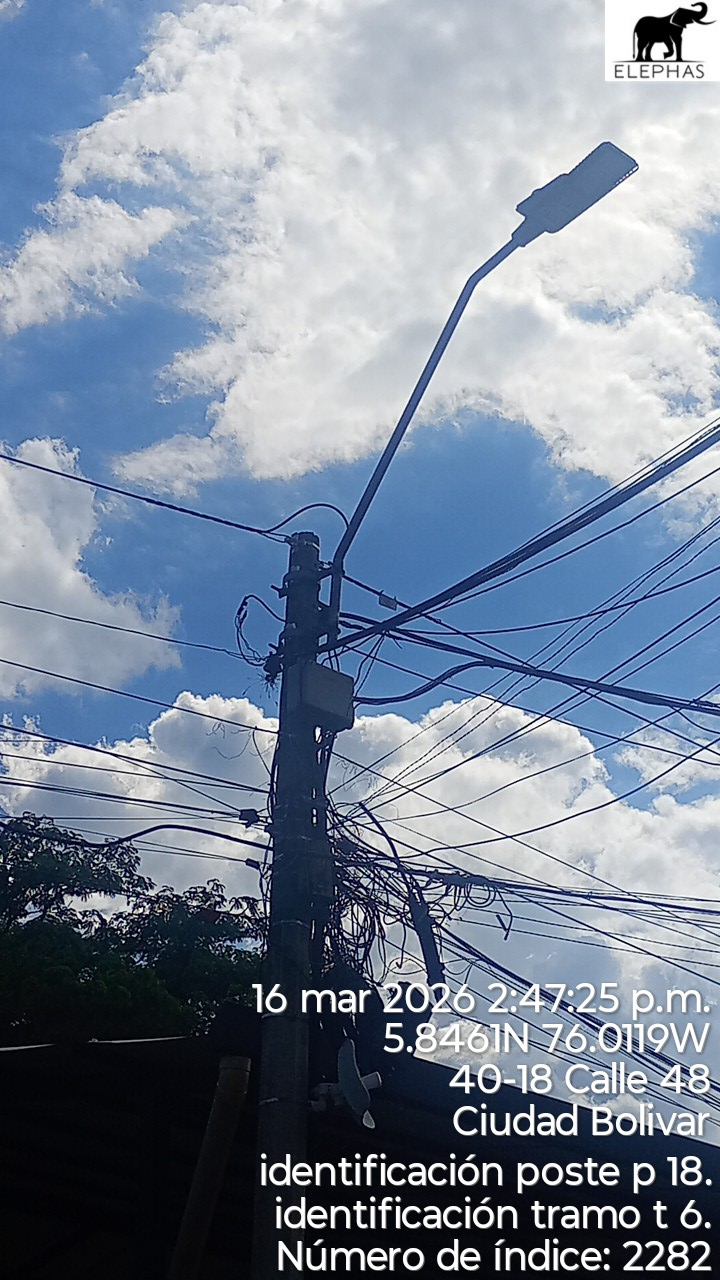 ELEPHAS
16 mar 2026 2:47:25 p.m.
5.8461N 76.0119W
40-18 Calle 48
Ciudad Bolivar
identificación poste p 18.
identificación tramo t 6.
Número de índice: 2282